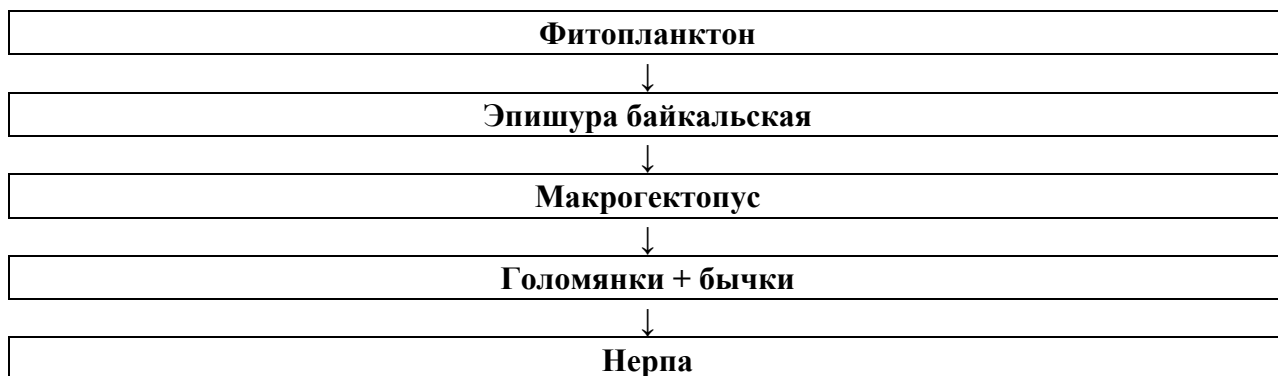 Фитопланктон
↓
Эпишура байкальская
↓
Макрогектопус
↓
Голомянки + бычки
↓
Нерпа